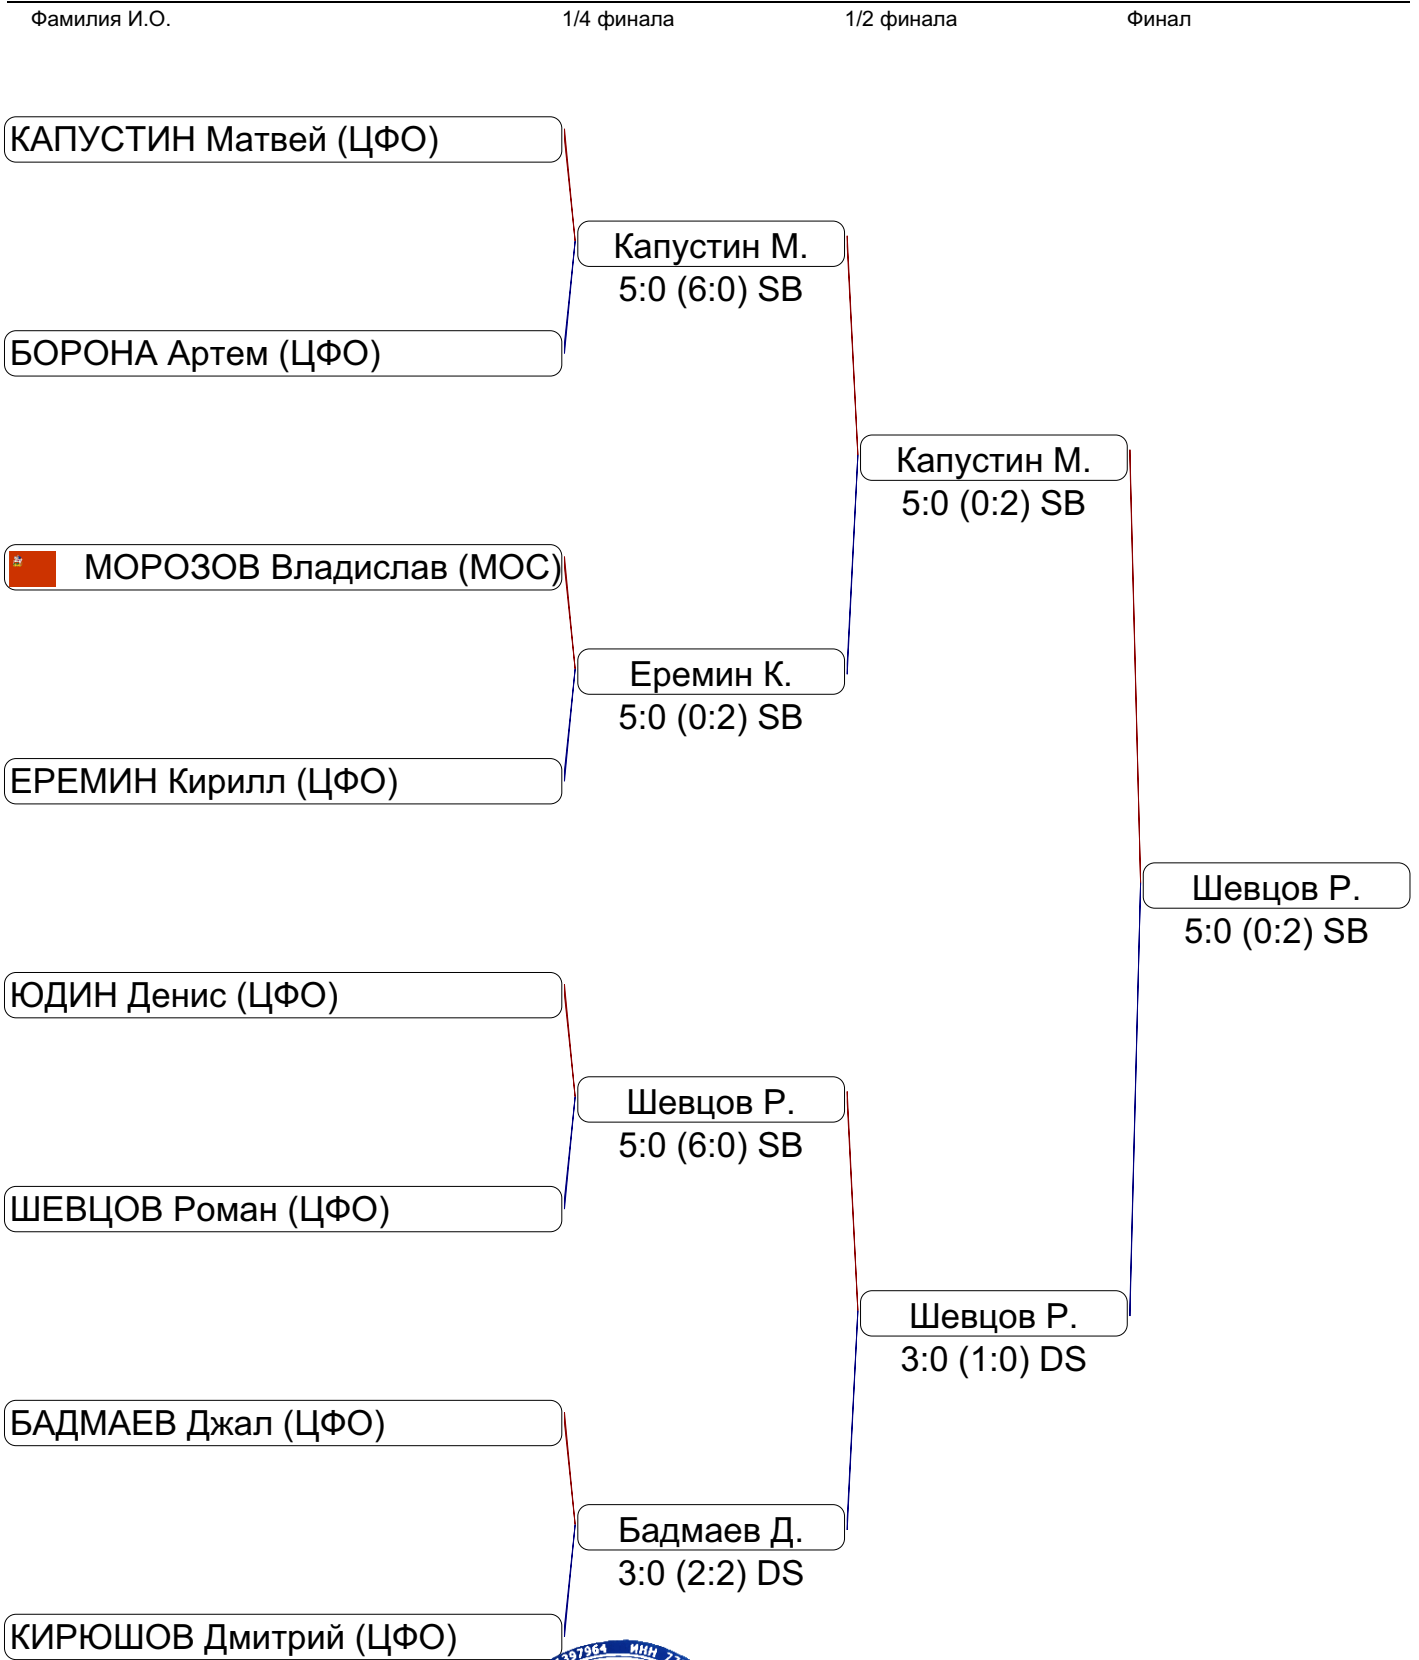 Фамилия И.О. 1/4 финала 1/2 финала Финал
КАПУСТИН Матвей (ЦФО)
Капустин М.
5:0 (6:0) SB
БОРОНА Артем (ЦФО)
Капустин М.
5:0 (0:2) SB
МОРОЗОВ Владислав (МОС)
Еремин К.
5:0 (0:2) SB
ЕРЕМИН Кирилл (ЦФО)
Шевцов Р.
5:0 (0:2) SB
ЮДИН Денис (ЦФО)
Шевцов Р.
5:0 (6:0) SB
ШЕВЦОВ Роман (ЦФО)
Шевцов Р.
3:0 (1:0) DS
БАДМАЕВ Джал (ЦФО)
Бадмаев Д.
3:0 (2:2) DS
КИРЮШОВ Дмитрий (ЦФО)
397964 ИНН